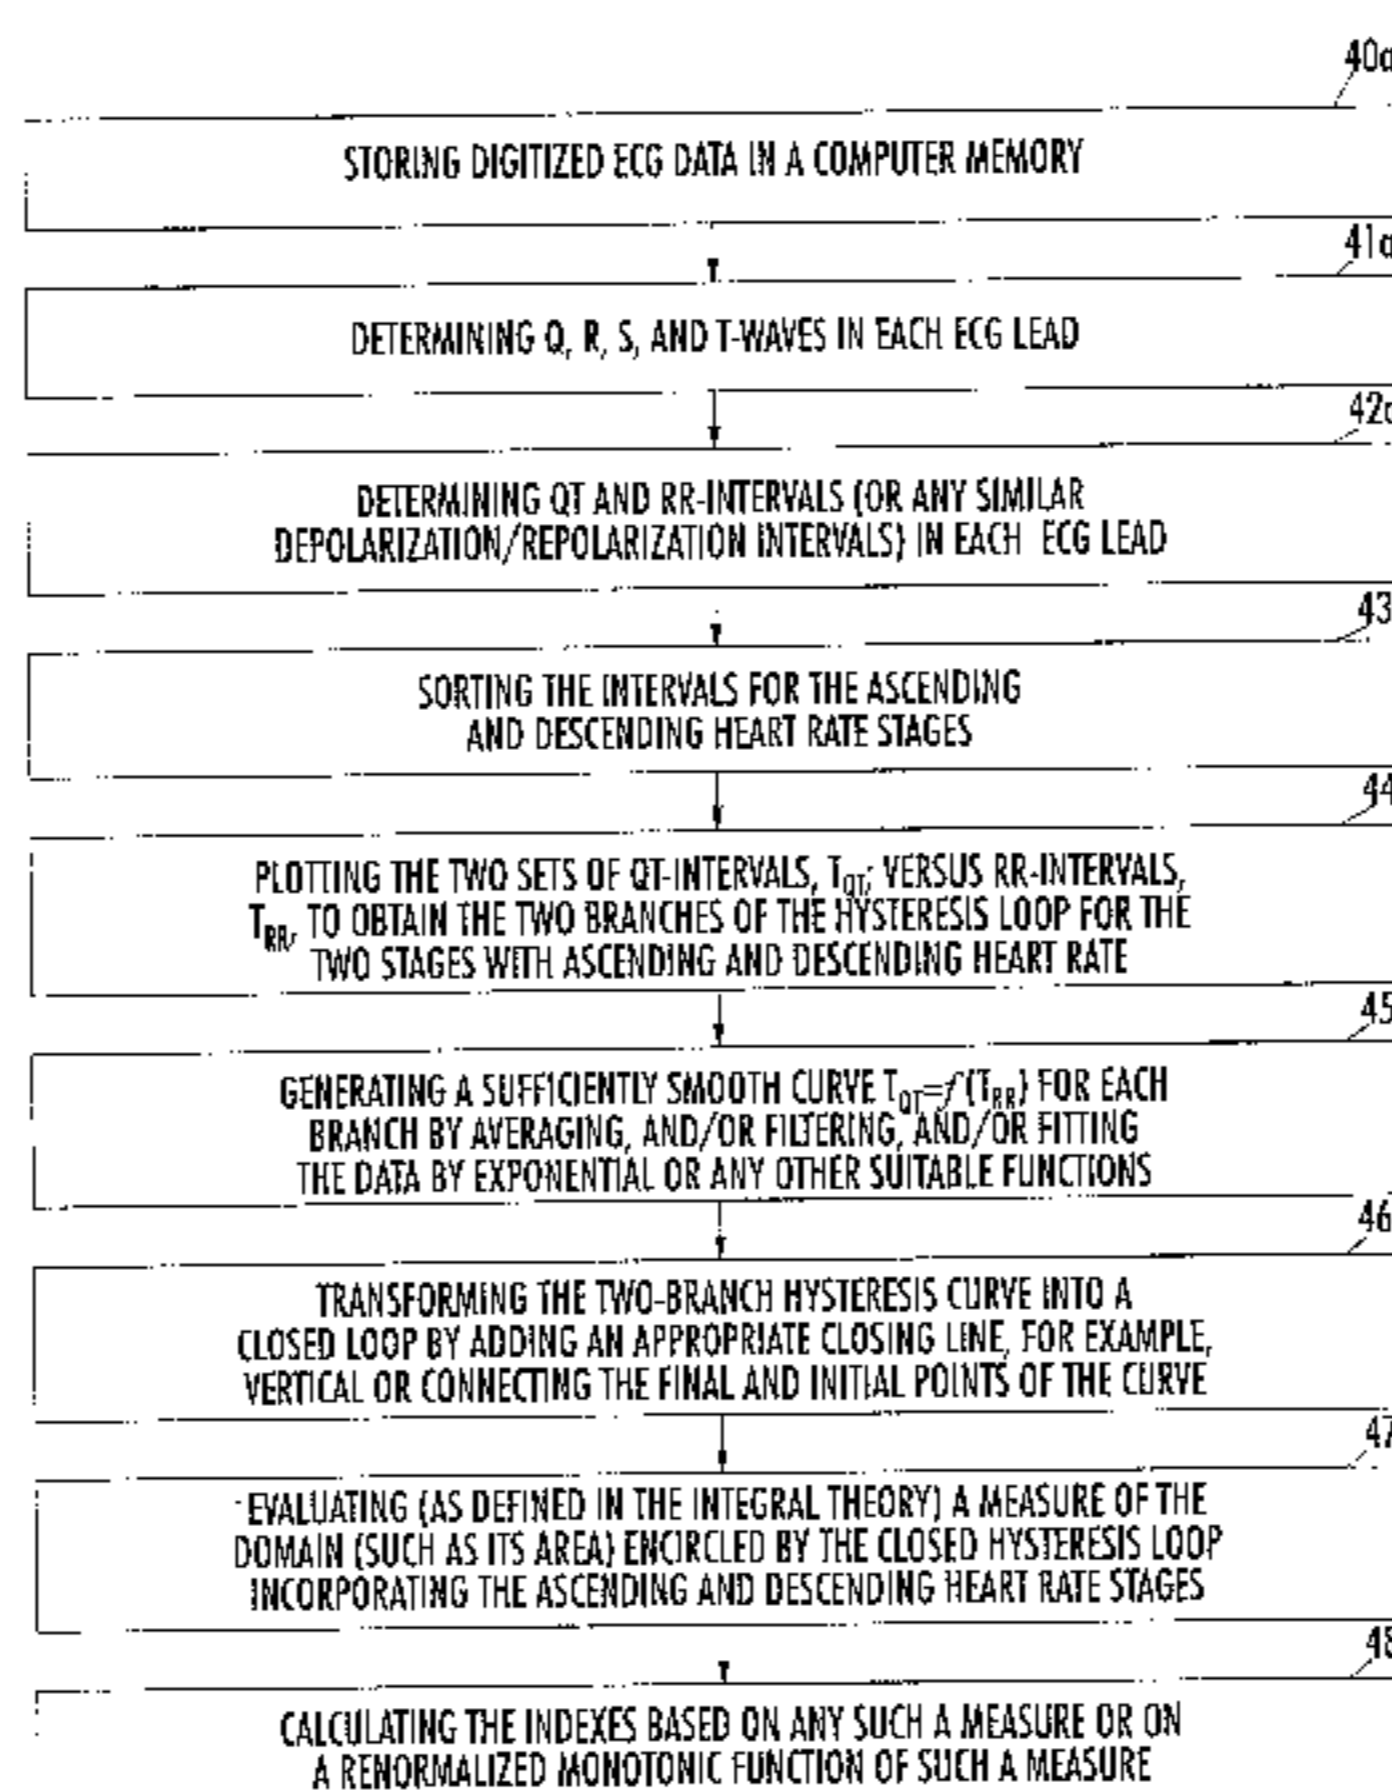 40a
STORING DIGITIZED ECG DATA IN A COMPUTER MEMORY
41a
DETERMINING Q, R, S, AND T-WAVES IN EACH ECG LEAD
DETERMINING QT AND RR-INTERVALS (OR ANY SIMILAR
DEPOLARIZATION/REPOLARIZATION INTERVALS) IN EACH ECG LEAD
43
SORTING THE INTERVALS FOR THE ASCENDING
AND DESCENDING HEART RATE STAGES
44
PLOTTING THE TWO SETS OF QT-INTERVALS, T_QT, VERSUS RR-INTERVALS,
T_RR, TO OBTAIN THE TWO BRANCHES OF THE HYSTERESIS LOOP FOR THE
TWO STAGES WITH ASCENDING AND DESCENDING HEART RATE
45
GENERATING A SUFFICIENTLY SMOOTH CURVE T_QT=f(T_RR) FOR EACH
BRANCH BY AVERAGING, AND/OR FILTERING, AND/OR FITTING
THE DATA BY EXPONENTIAL OR ANY OTHER SUITABLE FUNCTIONS
46
TRANSFORMING THE TWO-BRANCH HYSTERESIS CURVE INTO A
CLOSED LOOP BY ADDING AN APPROPRIATE CLOSING LINE, FOR EXAMPLE,
VERTICAL OR CONNECTING THE FINAL AND INITIAL POINTS OF THE CURVE
47
EVALUATING (AS DEFINED IN THE INTEGRAL THEORY) A MEASURE OF THE
DOMAIN (SUCH AS ITS AREA) ENCIRCLED BY THE CLOSED HYSTERESIS LOOP
INCORPORATING THE ASCENDING AND DESCENDING HEART RATE STAGES
48
CALCULATING THE INDEXES BASED ON ANY SUCH A MEASURE OR ON
A RENORMALIZED MONOTONIC FUNCTION OF SUCH A MEASURE